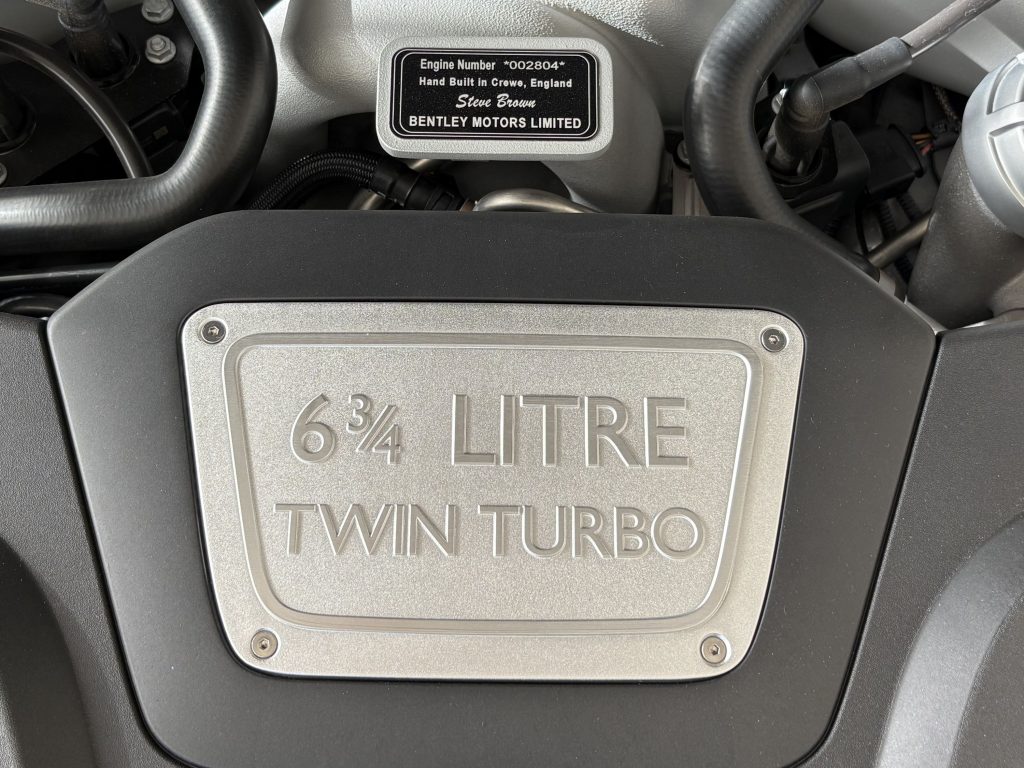 Engine Number *002804*
Hand Built in Crewe, England
Steve Brown
BENTLEY MOTORS LIMITED
6¾ LITRE
TWIN TURBO